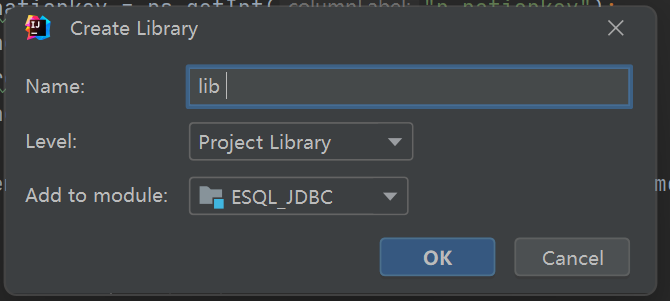 Create Library
Name:
lib
Level:
Project Library
Add to module:
ESQL_JDBC
OK
Cancel